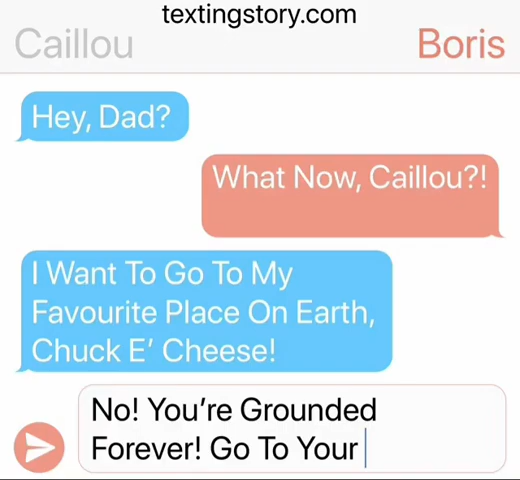 textingstory.com
Caillou
Boris
Hey, Dad?
What Now, Caillou?!
I Want To Go To My
Favourite Place On Earth,
Chuck E’ Cheese!
No! You’re Grounded
Forever! Go To Your